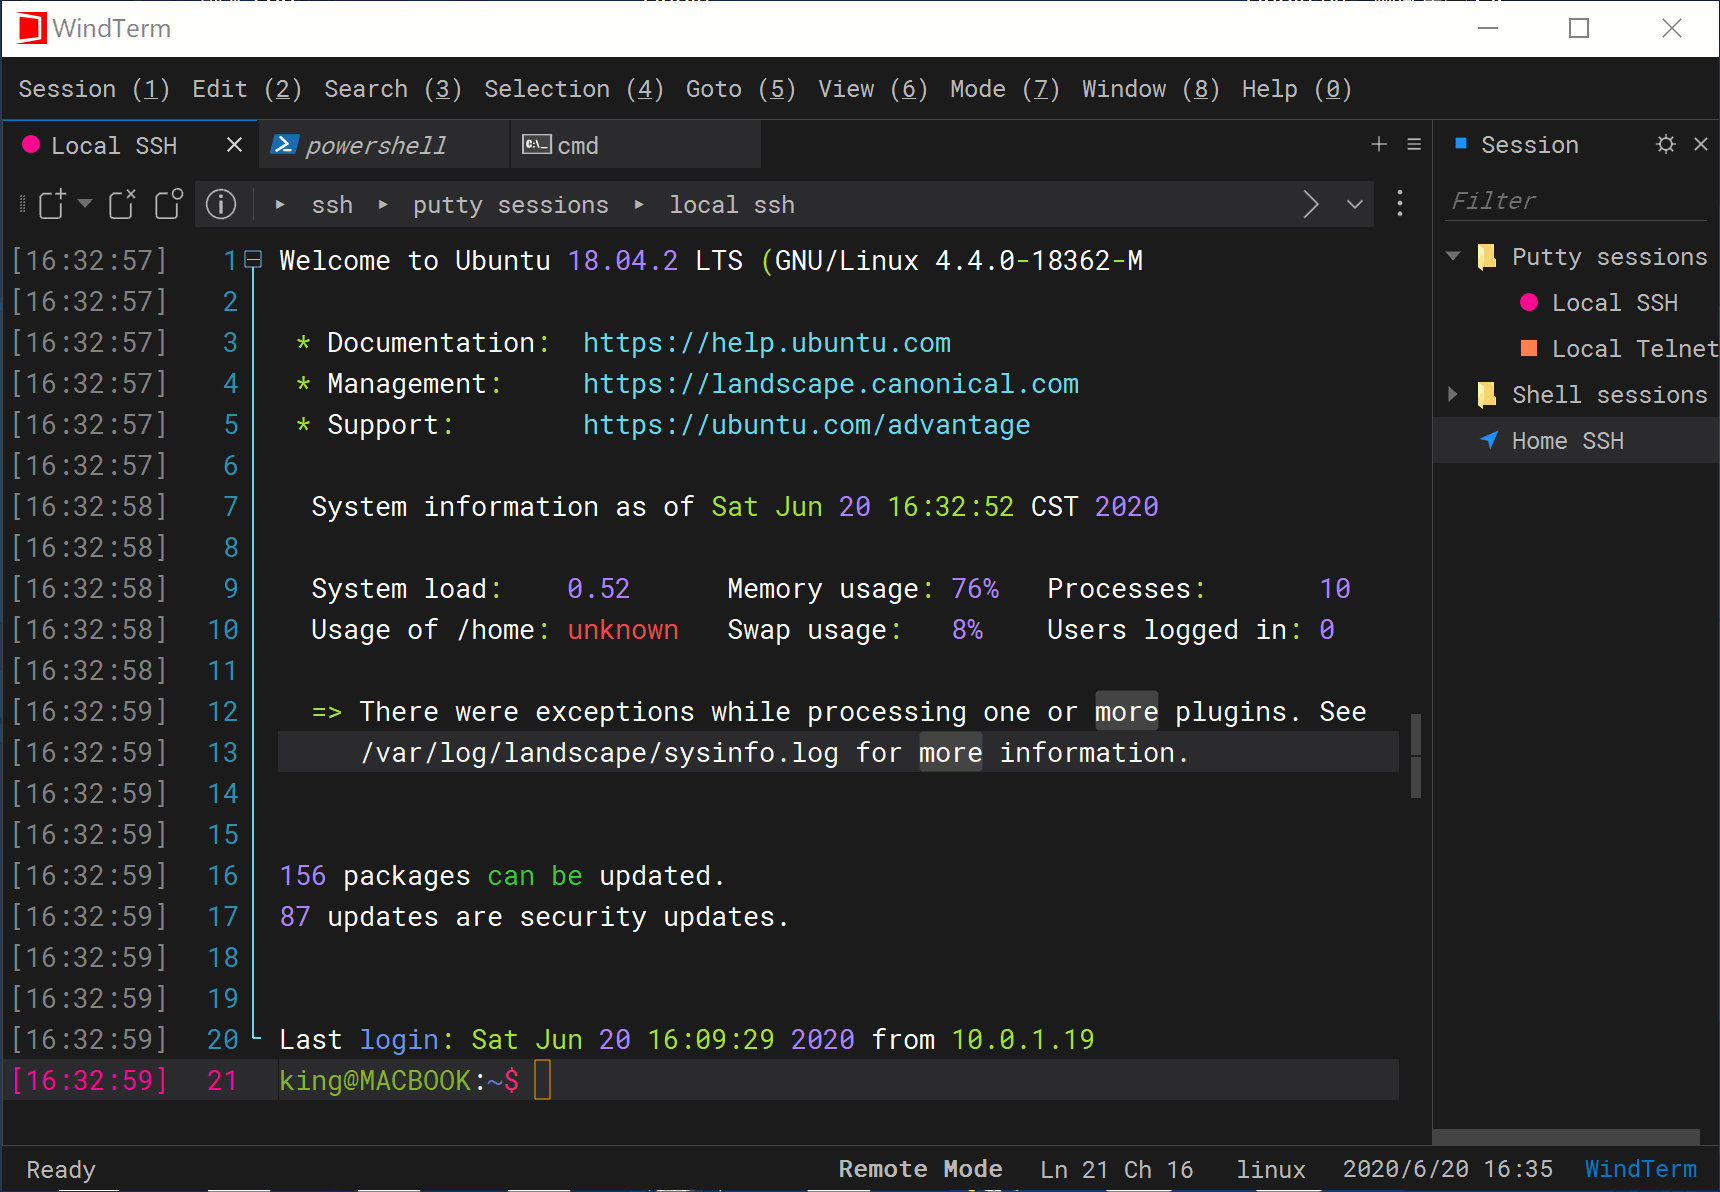 WindTerm
Session (1) Edit (2) Search (3) Selection (4) Goto (5) View (6) Mode (7) Window (8) Help (0)
Local SSH powershell C:\._ cmd
ssh putty sessions local ssh
[16:32:57] 1 Welcome to Ubuntu 18.04.2 LTS (GNU/Linux 4.4.0-18362-M
[16:32:57] 2
[16:32:57] 3 * Documentation: https://help.ubuntu.com
[16:32:57] 4 * Management: https://landscape.canonical.com
[16:32:57] 5 * Support: https://ubuntu.com/advantage
[16:32:57] 6
[16:32:58] 7 System information as of Sat Jun 20 16:32:52 CST 2020
[16:32:58] 8
[16:32:58] 9 System load: 0.52 Memory usage: 76% Processes: 10
[16:32:58] 10 Usage of /home: unknown Swap usage: 8% Users logged in: 0
[16:32:58] 11
[16:32:59] 12 => There were exceptions while processing one or more plugins. See
[16:32:59] 13 /var/log/landscape/sysinfo.log for more information.
[16:32:59] 14
[16:32:59] 15
[16:32:59] 16 156 packages can be updated.
[16:32:59] 17 87 updates are security updates.
[16:32:59] 18
[16:32:59] 19
[16:32:59] 20 Last login: Sat Jun 20 16:09:29 2020 from 10.0.1.19
[16:32:59] 21 king@MACBOOK:~$
Session
Filter
Putty sessions
Local SSH
Local Telnet
Shell sessions
Home SSH
Ready Remote Mode Ln 21 Ch 16 linux 2020/6/20 16:35 WindTerm